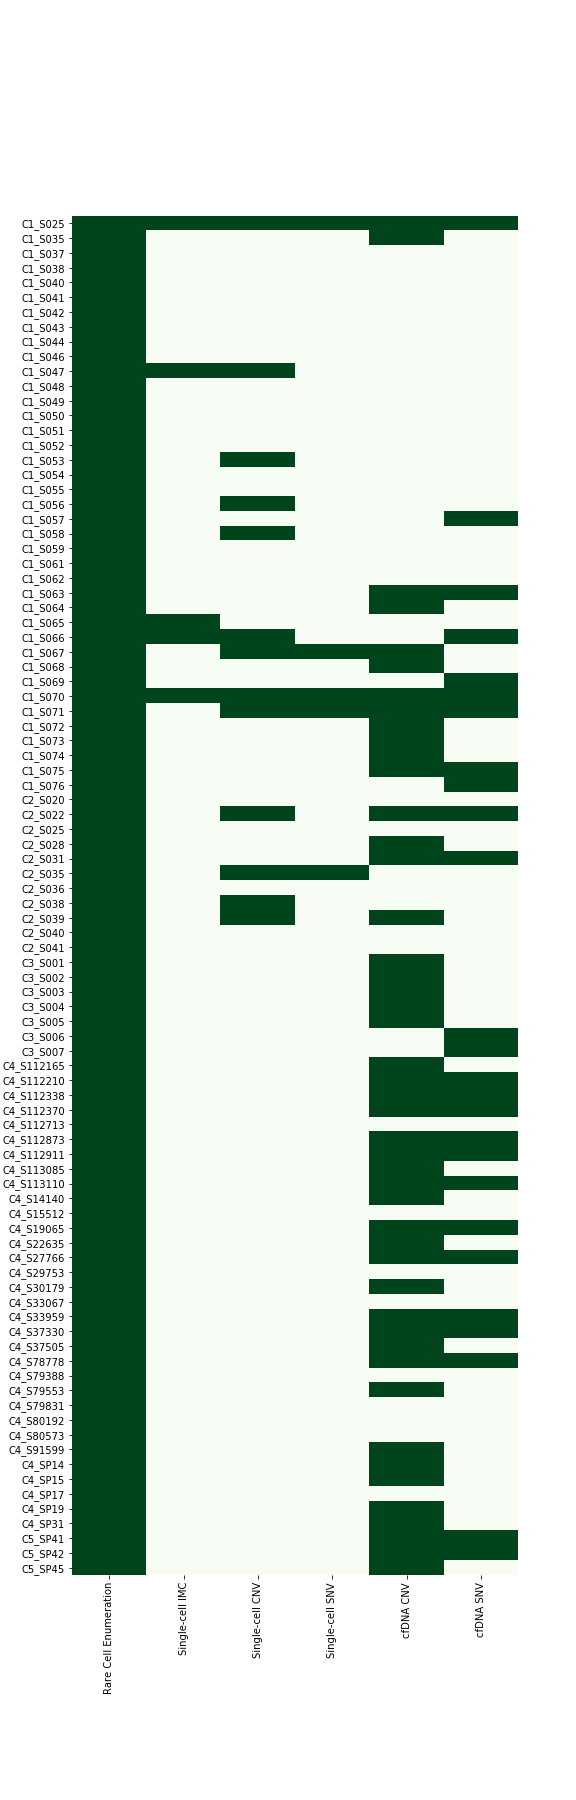 C1_S025
C1_S035
C1_S037
C1_S038
C1_S040
C1_S041
C1_S042
C1_S043
C1_S044
C1_S046
C1_S047
C1_S048
C1_S049
C1_S050
C1_S051
C1_S052
C1_S053
C1_S054
C1_S055
C1_S056
C1_S057
C1_S058
C1_S059
C1_S061
C1_S062
C1_S063
C1_S064
C1_S065
C1_S066
C1_S067
C1_S068
C1_S069
C1_S070
C1_S071
C1_S072
C1_S073
C1_S074
C1_S075
C1_S076
C2_S020
C2_S022
C2_S025
C2_S028
C2_S031
C2_S035
C2_S036
C2_S038
C2_S039
C2_S040
C2_S041
C3_S001
C3_S002
C3_S003
C3_S004
C3_S005
C3_S006
C3_S007
C4_S112165
C4_S112210
C4_S112338
C4_S112370
C4_S112713
C4_S112873
C4_S112911
C4_S113085
C4_S113110
C4_S14140
C4_S15512
C4_S19065
C4_S22635
C4_S27766
C4_S29753
C4_S30179
C4_S33067
C4_S33959
C4_S37330
C4_S37505
C4_S78778
C4_S79388
C4_S79553
C4_S79831
C4_S80192
C4_S80573
C4_S91599
C4_SP14
C4_SP15
C4_SP17
C4_SP19
C4_SP31
C5_SP41
C5_SP42
C5_SP45
Rare Cell Enumeration
Single-cell IMC
Single-cell CNV
Single-cell SNV
cfDNA CNV
cfDNA SNV